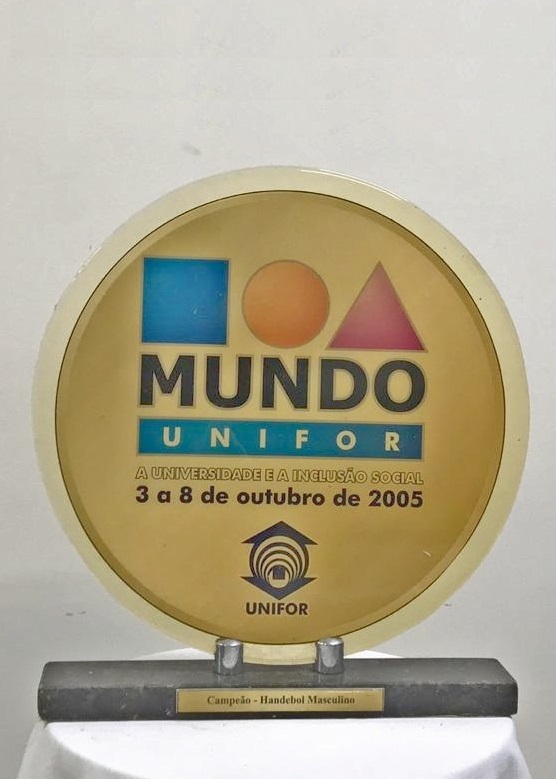 MUNDO
UNIFOR
A UNIVERSIDADE E A INCLUSÃO SOCIAL
3 a 8 de outubro de 2005
UNIFOR
Campeão - Handebol Masculino